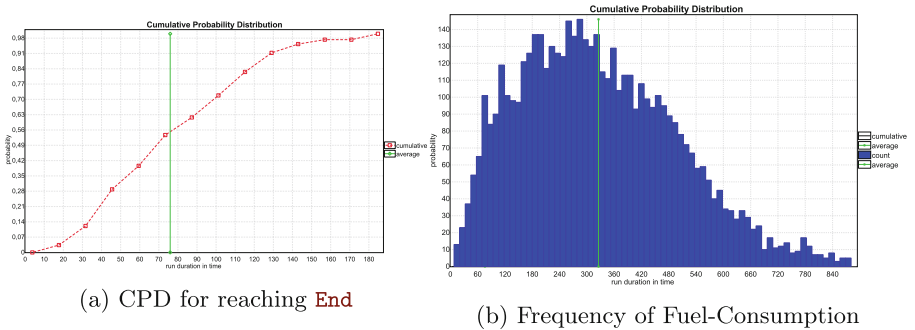 Cumulative Probability Distribution
0,98
0,91
0,84
0,77
0,70
0,63
0,56
0,49
0,42
0,35
0,28
0,21
0,14
0,07
0
probability
0 10 20 30 40 50 60 70 80 90 100 110 120 130 140 150 160 170 180
run duration in time
cumulative
average
(a) CPD for reaching End
Cumulative Probability Distribution
140
130
120
110
100
90
80
70
60
50
40
30
20
10
0
probability
0 60 120 180 240 300 360 420 480 540 600 660 720 780 840
run duration in time
cumulative
average
count
average
(b) Frequency of Fuel-Consumption